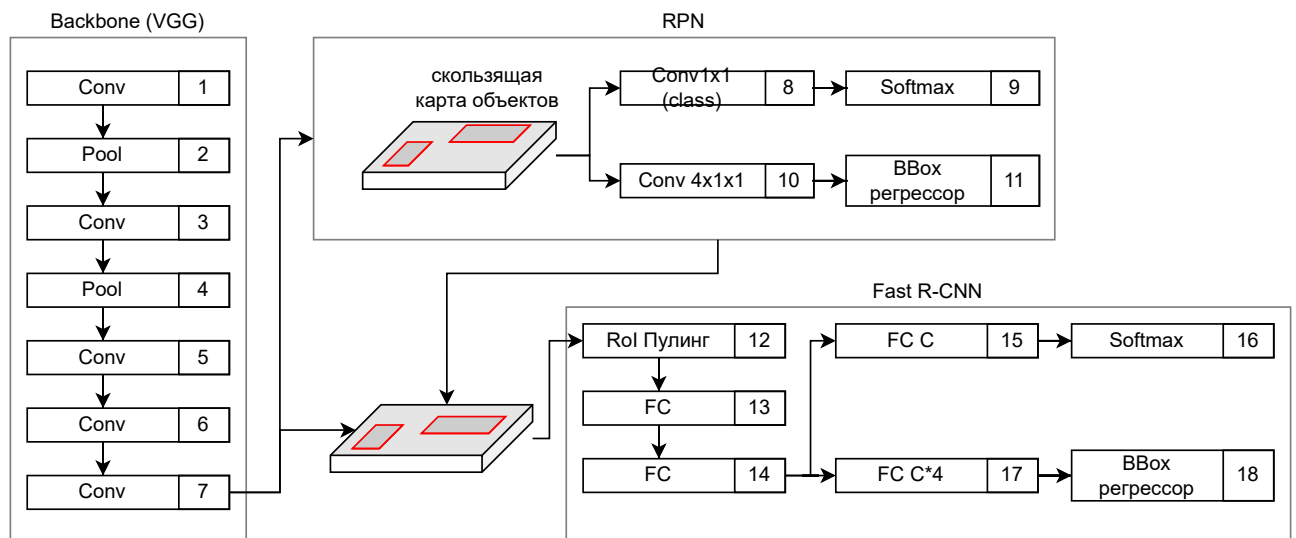 Backbone (VGG)
Conv 1
Pool 2
Conv 3
Pool 4
Conv 5
Conv 6
Conv 7
RPN
скользящая
карта объектов
Conv1x1
(class) 8
Softmax 9
Conv 4x1x1 10
BBox
регрессор 11
Fast R-CNN
RoI Пулинг 12
FC 13
FC 14
FC C 15
Softmax 16
FC C*4 17
BBox
регрессор 18